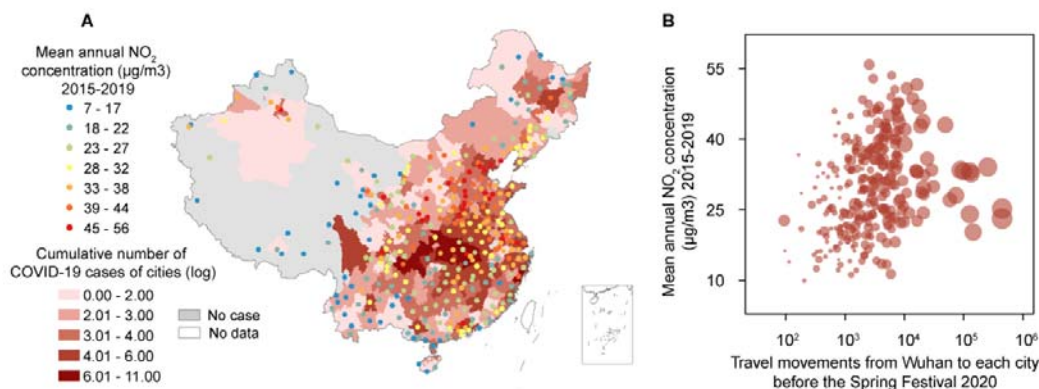 A
Mean annual NO₂
concentration (µg/m3)
2015-2019
7 - 17
18 - 22
23 - 27
28 - 32
33 - 38
39 - 44
45 - 56
Cumulative number of
COVID-19 cases of cities (log)
0.00 - 2.00
2.01 - 3.00
3.01 - 4.00
4.01 - 6.00
6.01 - 11.00
No case
No data
B
Mean annual NO₂ concentration
(µg/m3) 2015-2019
55
40
25
10
10² 10³ 10⁴ 10⁵ 10⁶
Travel movements from Wuhan to each city
before the Spring Festival 2020